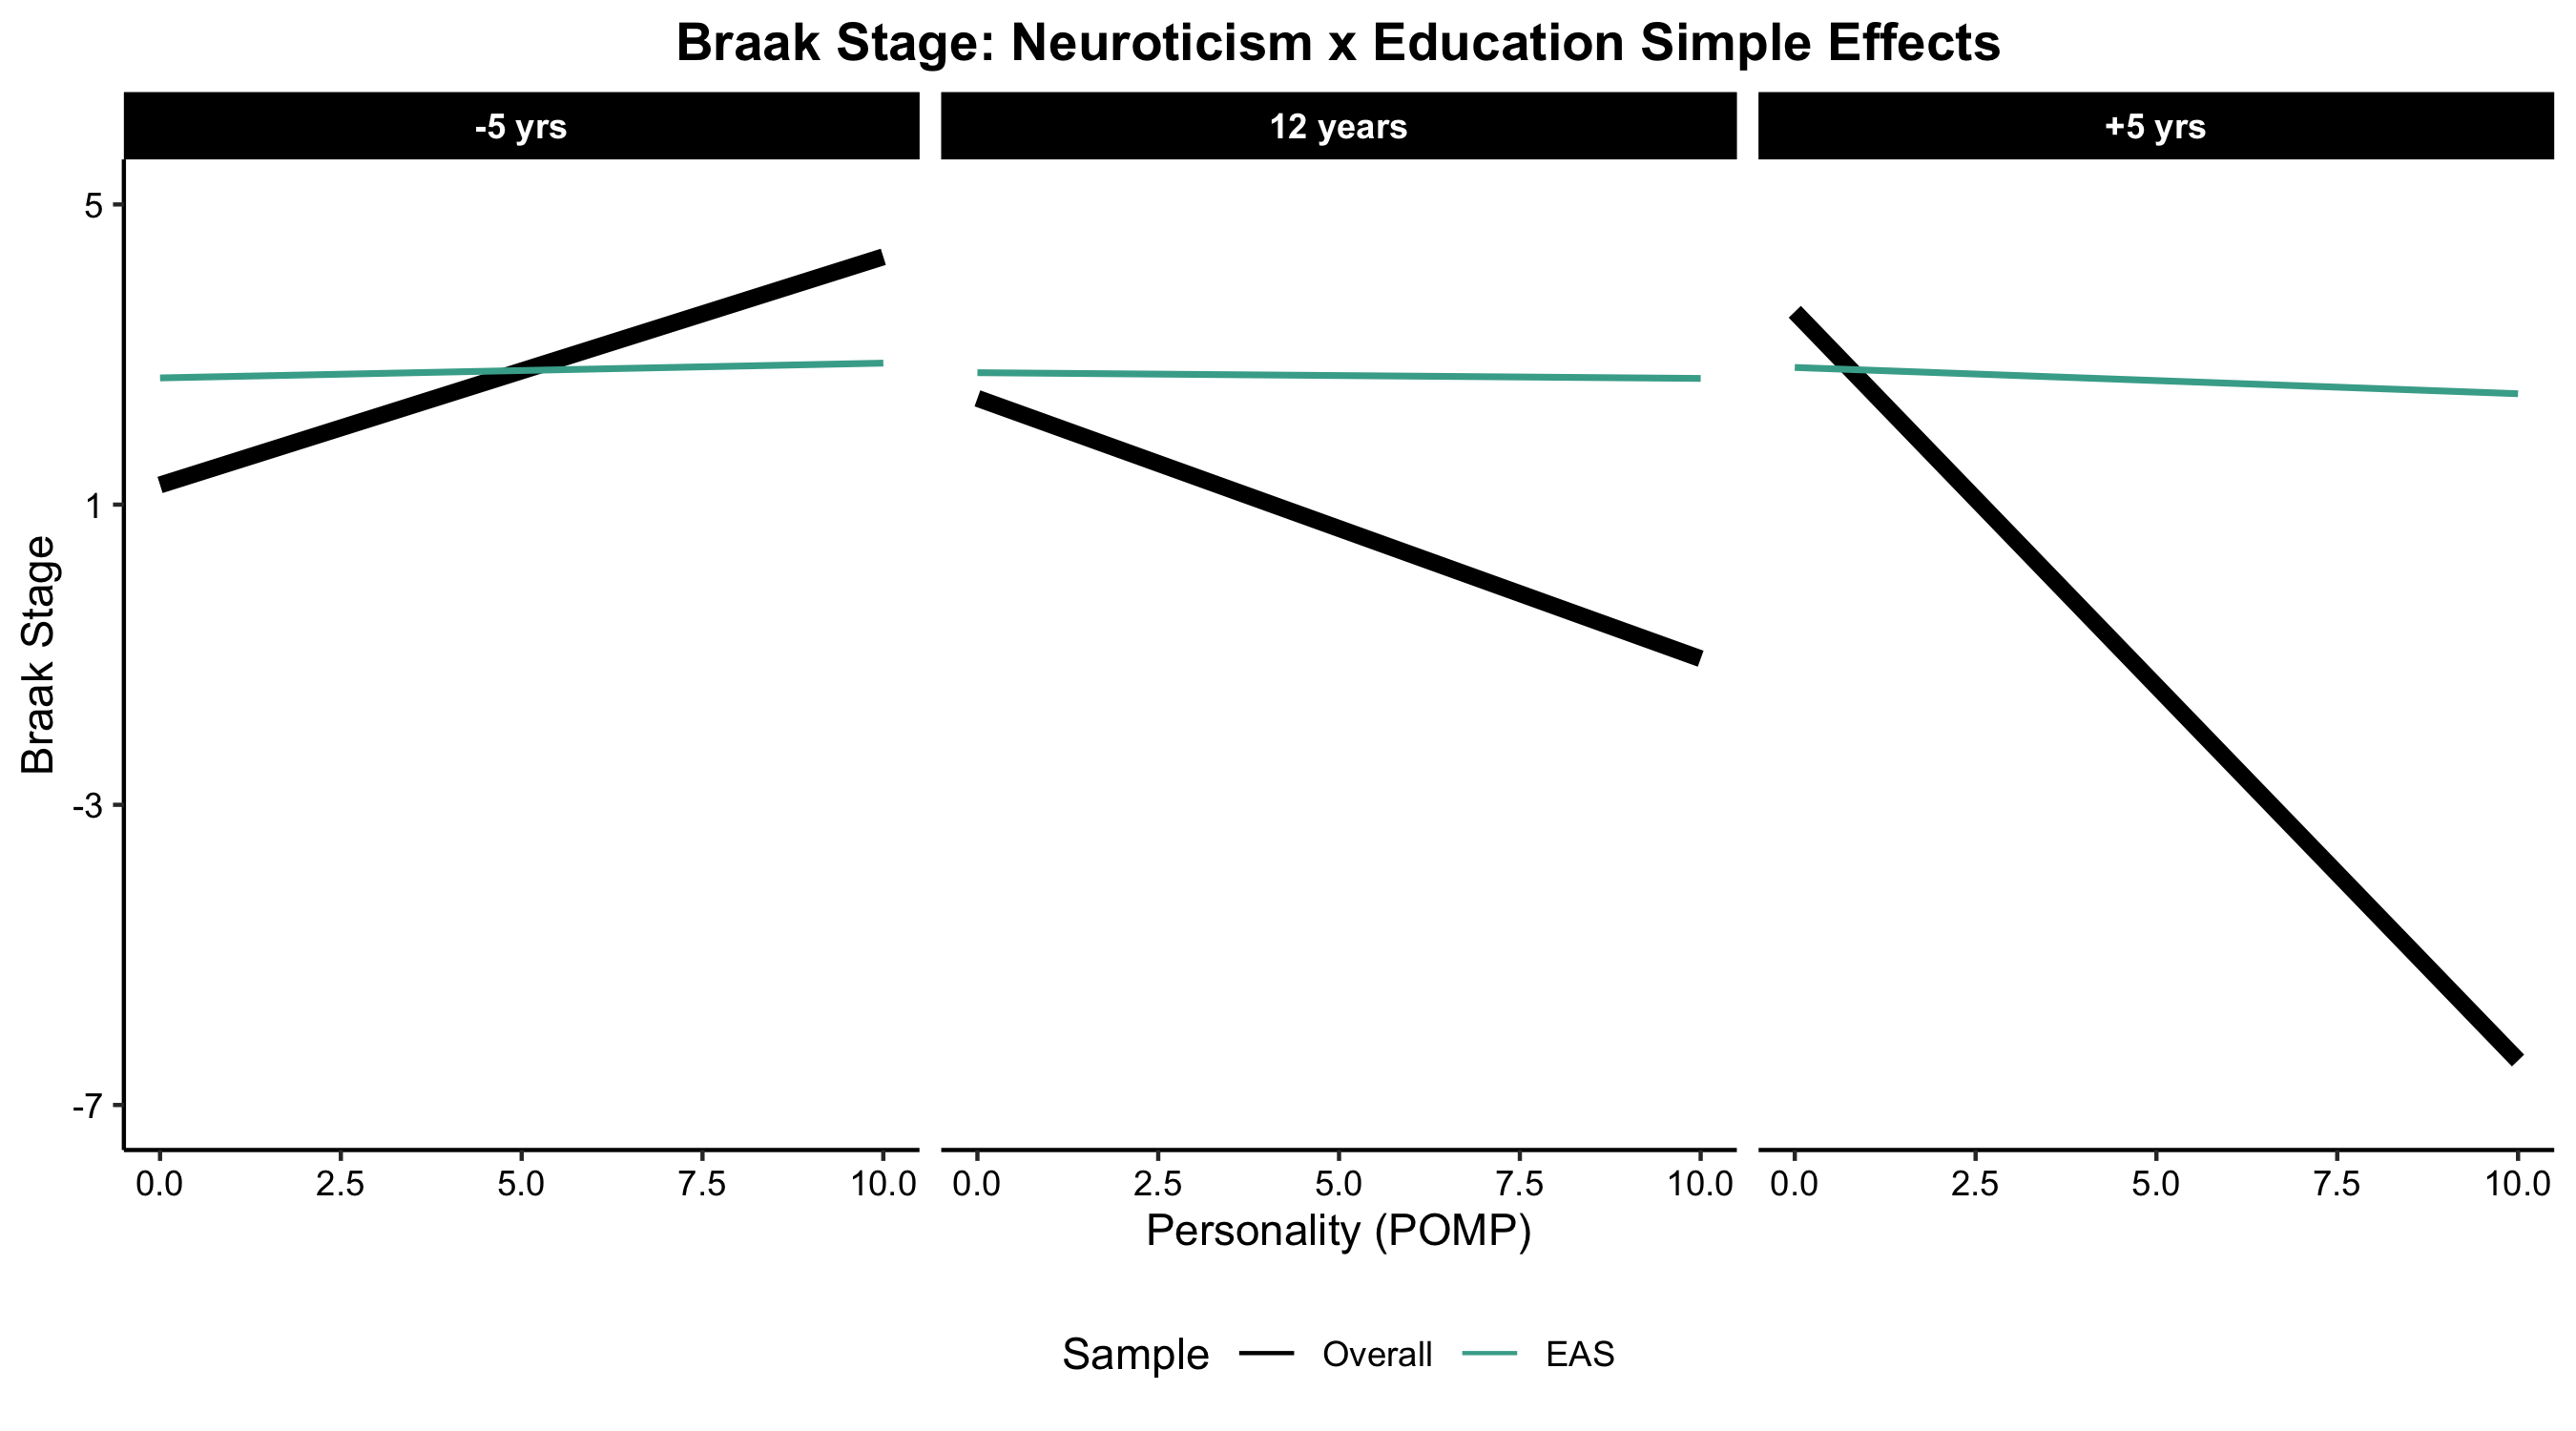 Braak Stage: Neuroticism x Education Simple Effects
-5 yrs 12 years +5 yrs
5
1
-3
-7
Braak Stage
0.0 2.5 5.0 7.5 10.0 0.0 2.5 5.0 7.5 10.0 0.0 2.5 5.0 7.5 10.0
Personality (POMP)
Sample Overall EAS